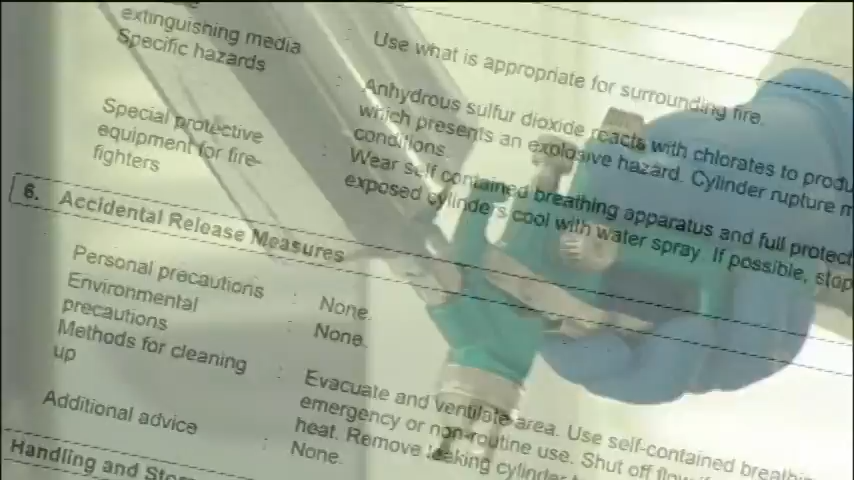 extinguishing media : Use what is appropriate for surrounding fire.
Specific hazards : Anhydrous sulfur dioxide reacts with chlorates to produ
which presents an explosive hazard. Cylinder rupture m
conditions.
Special protective : Wear self contained breathing apparatus and full protect
equipment for fire- exposed cylinders cool with water spray. If possible, stop
fighters
6. Accidental Release Measures
Personal precautions : None.
Environmental : None.
precautions
Methods for cleaning : Evacuate and ventilate area. Use self-contained breathin
up emergency or non-routine use. Shut off flow if
heat. Remove leaking cylinder
Additional advice : None.
Handling and Stor